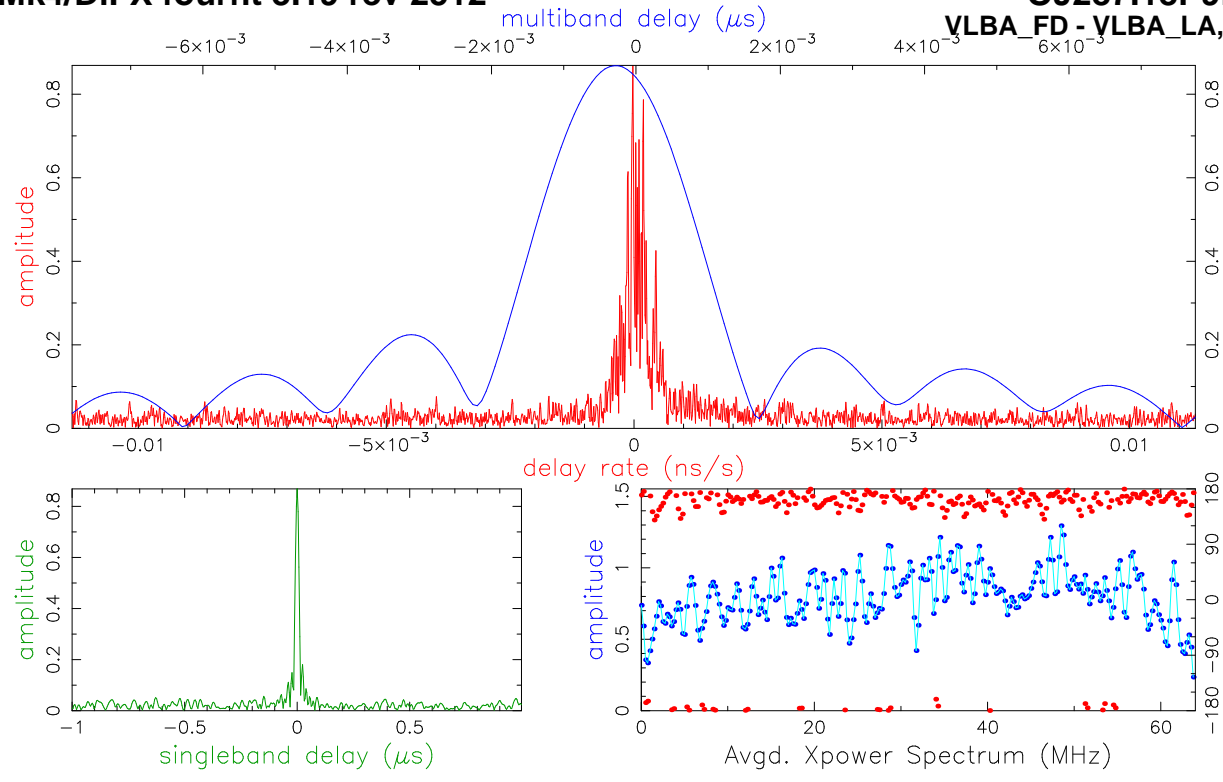 multiband delay (μs)
VLBA_FD - VLBA_LA,
−6×10⁻³ −4×10⁻³ −2×10⁻³ 0 2×10⁻³ 4×10⁻³ 6×10⁻³
amplitude
0 0.2 0.4 0.6 0.8
0 0.2 0.4 0.6 0.8
−0.01 −5×10⁻³ 0 5×10⁻³ 0.01
delay rate (ns/s)
amplitude
0 0.2 0.4 0.6 0.8
−1 −0.5 0 0.5
singleband delay (μs)
amplitude
0 0.5 1 1.5
−180 −90 0 90 180
0 20 40 60
Avgd. Xpower Spectrum (MHz)